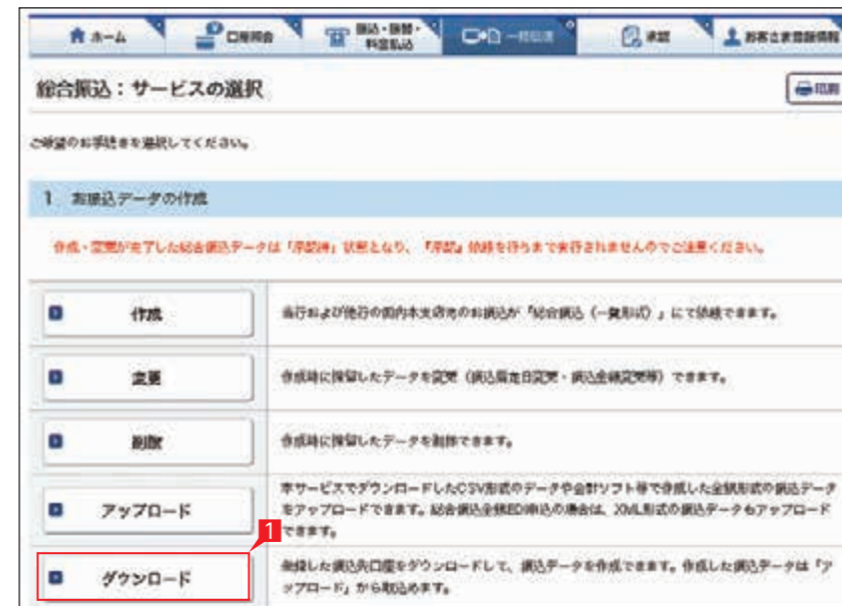 ホーム
口座照会
振込・振替・
料金払込
一括伝送
承認
お客さま登録情報
総合振込：サービスの選択
印刷
ご希望のお手続きを選択してください。
1 お振込データの作成
作成・変更が完了した総合振込データは「承認待」状態となり、「承認」依頼を行うまで実行されませんのでご注意ください。
作成
当行および他行の国内本支店宛のお振込が「総合振込（一覧形式）」にて依頼できます。
変更
作成時に保留したデータを変更（振込指定日変更・振込金額変更等）できます。
削除
作成時に保留したデータを削除できます。
アップロード
本サービスでダウンロードしたCSV形式のデータや会計ソフト等で作成した全銀形式の振込データ
をアップロードできます。総合振込全銀EDI申込の場合は、XML形式の振込データもアップロード
できます。
1
ダウンロード
登録した振込先口座をダウンロードして、振込データを作成できます。作成した振込データは「ア
ップロード」から取込めます。